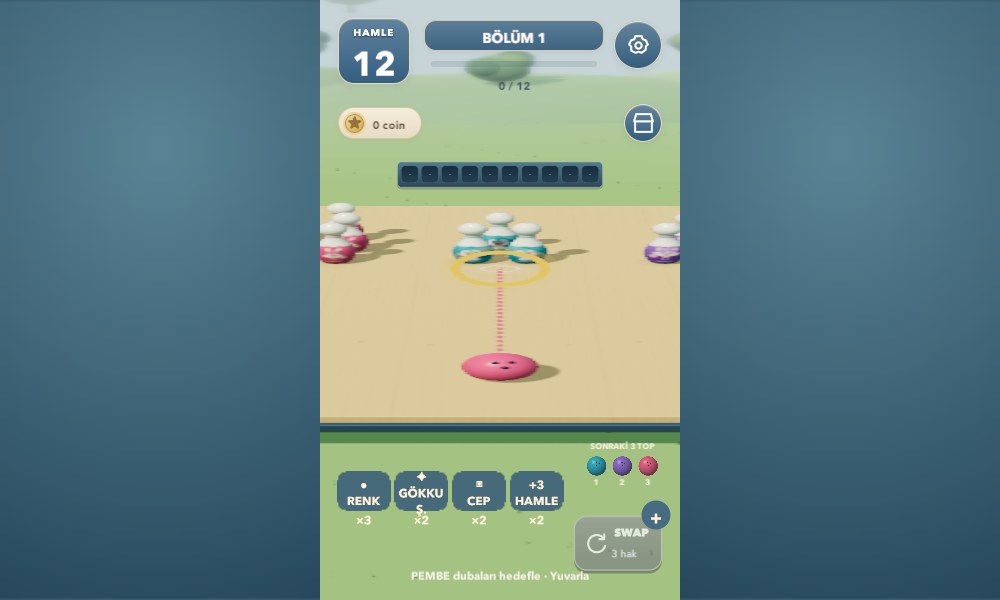 HAMLE
12
BÖLÜM 1
0 / 12
0 coin
SONRAKİ 3 TOP
1 2 3
RENK
×3
GÖKKU
Ş.
×2
CEP
×2
+3
HAMLE
×2
+
SWAP
3 hak
PEMBE dubaları hedefle · Yuvarla